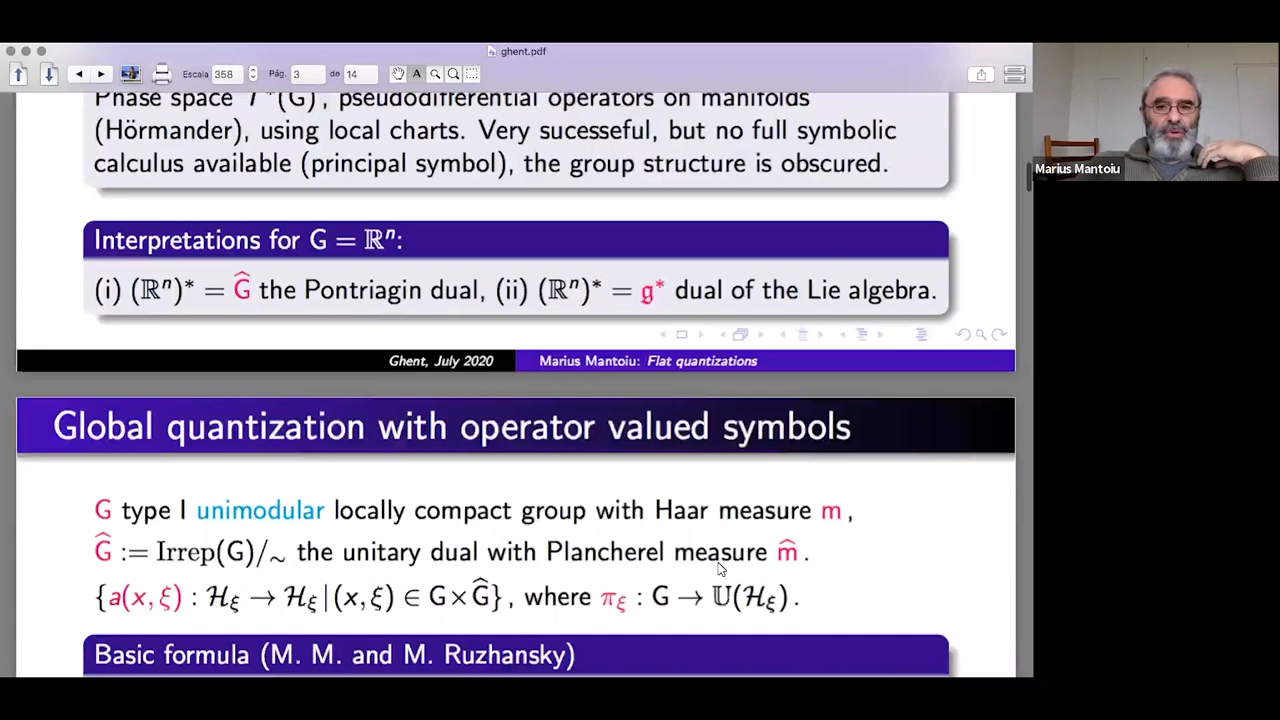 ghent.pdf
Escala 358 Pág. 3 de 14
Phase space T*(G), pseudodifferential operators on manifolds
(Hörmander), using local charts. Very sucesseful, but no full symbolic
calculus available (principal symbol), the group structure is obscured.
Marius Mantoiu
Interpretations for G = ℝⁿ:
(i) (ℝⁿ)* = Ĝ the Pontriagin dual, (ii) (ℝⁿ)* = 𝔤* dual of the Lie algebra.
Ghent, July 2020 Marius Mantoiu: Flat quantizations
Global quantization with operator valued symbols
G type I unimodular locally compact group with Haar measure m ,
Ĝ := Irrep(G)/∼ the unitary dual with Plancherel measure m̂ .
{a(x, ξ) : ℋξ → ℋξ | (x, ξ) ∈ G×Ĝ} , where πξ : G → 𝕌(ℋξ) .
Basic formula (M. M. and M. Ruzhansky)